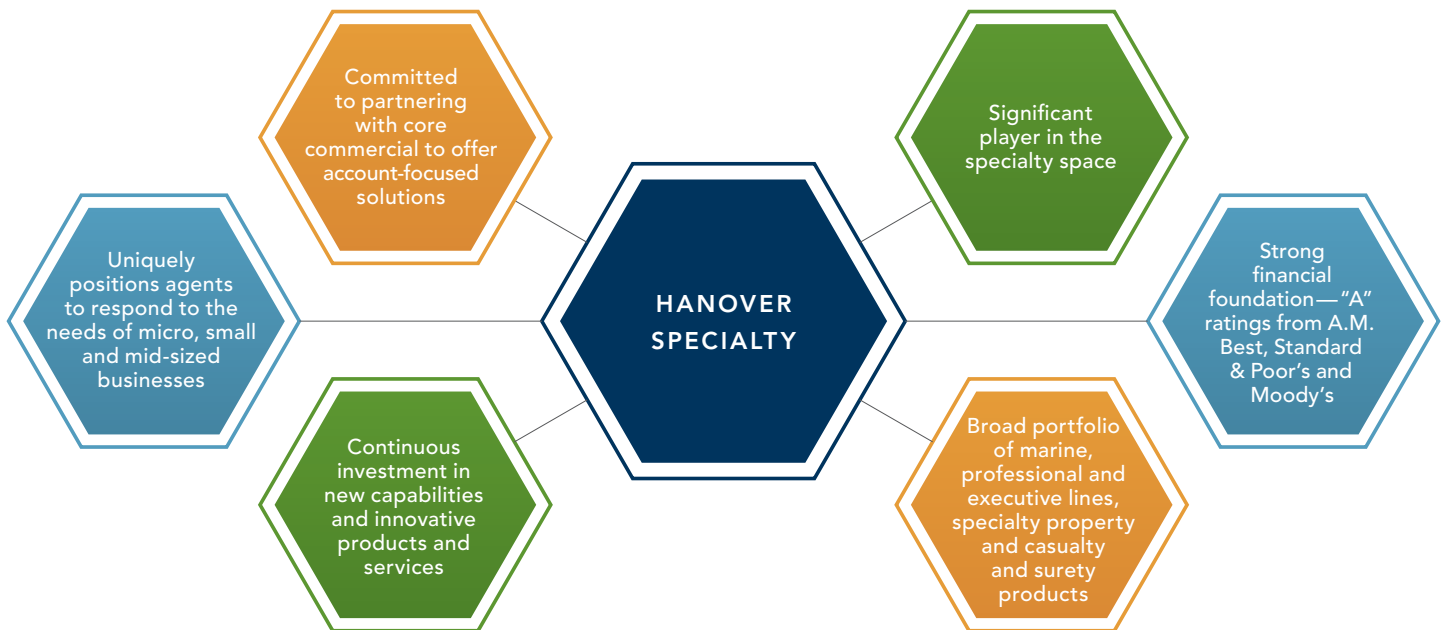 Committed
to partnering
with core
commercial to offer
account-focused
solutions
Significant
player in the
specialty space
Uniquely
positions agents
to respond to the
needs of micro, small
and mid-sized
businesses
HANOVER
SPECIALTY
Strong
financial
foundation—“A”
ratings from A.M.
Best, Standard
& Poor’s and
Moody’s
Continuous
investment in
new capabilities
and innovative
products and
services
Broad portfolio
of marine,
professional and
executive lines,
specialty property
and casualty
and surety
products